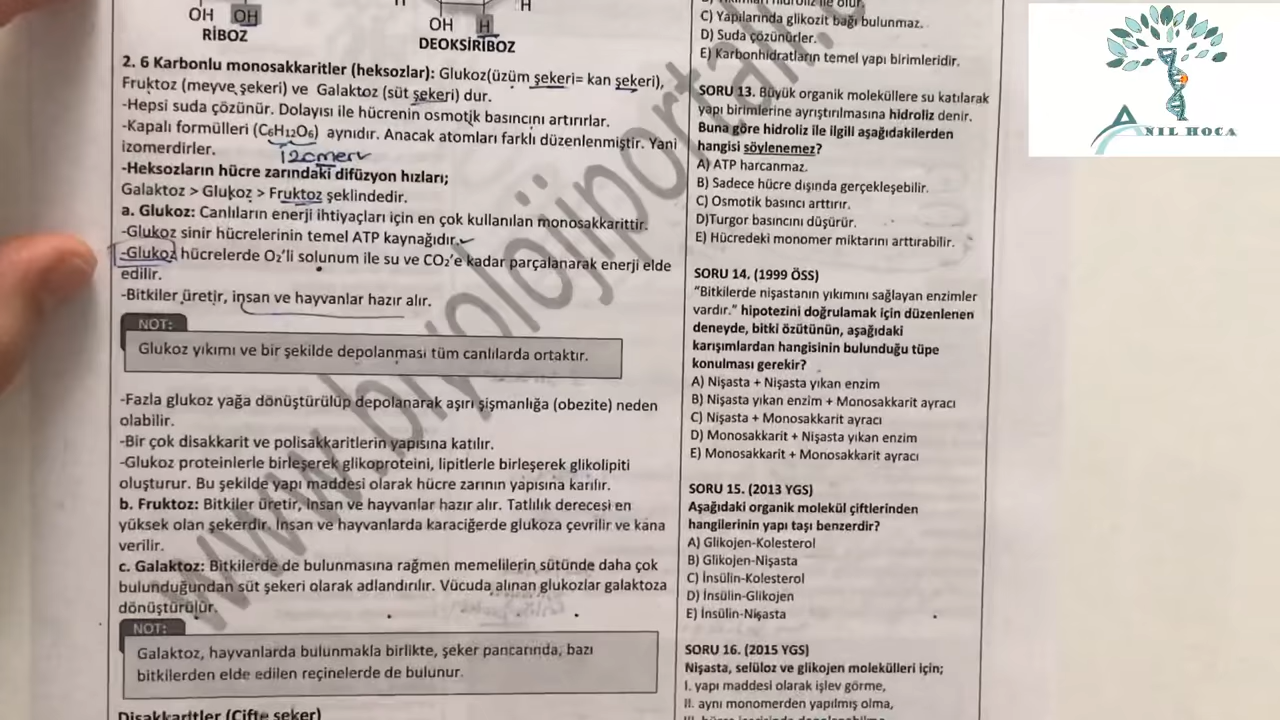 OH OH
RİBOZ
OH H
H
DEOKSİRİBOZ
2. 6 Karbonlu monosakkaritler (heksozlar): Glukoz(üzüm şekeri= kan şekeri),
Fruktoz (meyve şekeri) ve Galaktoz (süt şekeri) dur.
-Hepsi suda çözünür. Dolayısı ile hücrenin osmotik basıncını artırırlar.
-Kapalı formülleri (C₆H₁₂O₆) aynıdır. Anacak atomları farklı düzenlenmiştir. Yani
izomerdirler.
-Heksozların hücre zarındaki difüzyon hızları;
Galaktoz > Glukoz > Fruktoz şeklindedir.
a. Glukoz: Canlıların enerji ihtiyaçları için en çok kullanılan monosakkarittir.
-Glukoz sinir hücrelerinin temel ATP kaynağıdır.
-Glukoz hücrelerde O₂'li solunum ile su ve CO₂'e kadar parçalanarak enerji elde
edilir.
-Bitkiler üretir, insan ve hayvanlar hazır alır.
NOT:
Glukoz yıkımı ve bir şekilde depolanması tüm canlılarda ortaktır.
-Fazla glukoz yağa dönüştürülüp depolanarak aşırı şişmanlığa (obezite) neden
olabilir.
-Bir çok disakkarit ve polisakkaritlerin yapısına katılır.
-Glukoz proteinlerle birleşerek glikoproteini, lipitlerle birleşerek glikolipiti
oluşturur. Bu şekilde yapı maddesi olarak hücre zarının yapısına karılır.
b. Fruktoz: Bitkiler üretir, İnsan ve hayvanlar hazır alır. Tatlılık derecesi en
yüksek olan şekerdir. İnsan ve hayvanlarda karaciğerde glukoza çevrilir ve kana
verilir.
c. Galaktoz: Bitkilerde de bulunmasına rağmen memelilerin sütünde daha çok
bulunduğundan süt şekeri olarak adlandırılır. Vücuda alınan glukozlar galaktoza
dönüştürülür.
NOT:
Galaktoz, hayvanlarda bulunmakla birlikte, şeker pancarında, bazı
bitkilerden elde edilen reçinelerde de bulunur.
Disakkaritler (Çifte şeker)
hidroliz ile olur.
C) Yapılarında glikozit bağı bulunmaz.
D) Suda çözünürler.
E) Karbonhidratların temel yapı birimleridir.
SORU 13. Büyük organik moleküllere su katılarak
yapı birimlerine ayrıştırılmasına hidroliz denir.
Buna göre hidroliz ile ilgili aşağıdakilerden
hangisi söylenemez?
A) ATP harcanmaz.
B) Sadece hücre dışında gerçekleşebilir.
C) Osmotik basıncı arttırır.
D)Turgor basıncını düşürür.
E) Hücredeki monomer miktarını arttırabilir.
SORU 14. (1999 ÖSS)
"Bitkilerde nişastanın yıkımını sağlayan enzimler
vardır." hipotezini doğrulamak için düzenlenen
deneyde, bitki özütünün, aşağıdaki
karışımlardan hangisinin bulunduğu tüpe
konulması gerekir?
A) Nişasta + Nişasta yıkan enzim
B) Nişasta yıkan enzim + Monosakkarit ayracı
C) Nişasta + Monosakkarit ayracı
D) Monosakkarit + Nişasta yıkan enzim
E) Monosakkarit + Monosakkarit ayracı
SORU 15. (2013 YGS)
Aşağıdaki organik molekül çiftlerinden
hangilerinin yapı taşı benzerdir?
A) Glikojen-Kolesterol
B) Glikojen-Nişasta
C) İnsülin-Kolesterol
D) İnsülin-Glikojen
E) İnsülin-Nişasta
SORU 16. (2015 YGS)
Nişasta, selüloz ve glikojen molekülleri için;
I. yapı maddesi olarak işlev görme,
II. aynı monomerden yapılmış olma,
ANIL HOCA